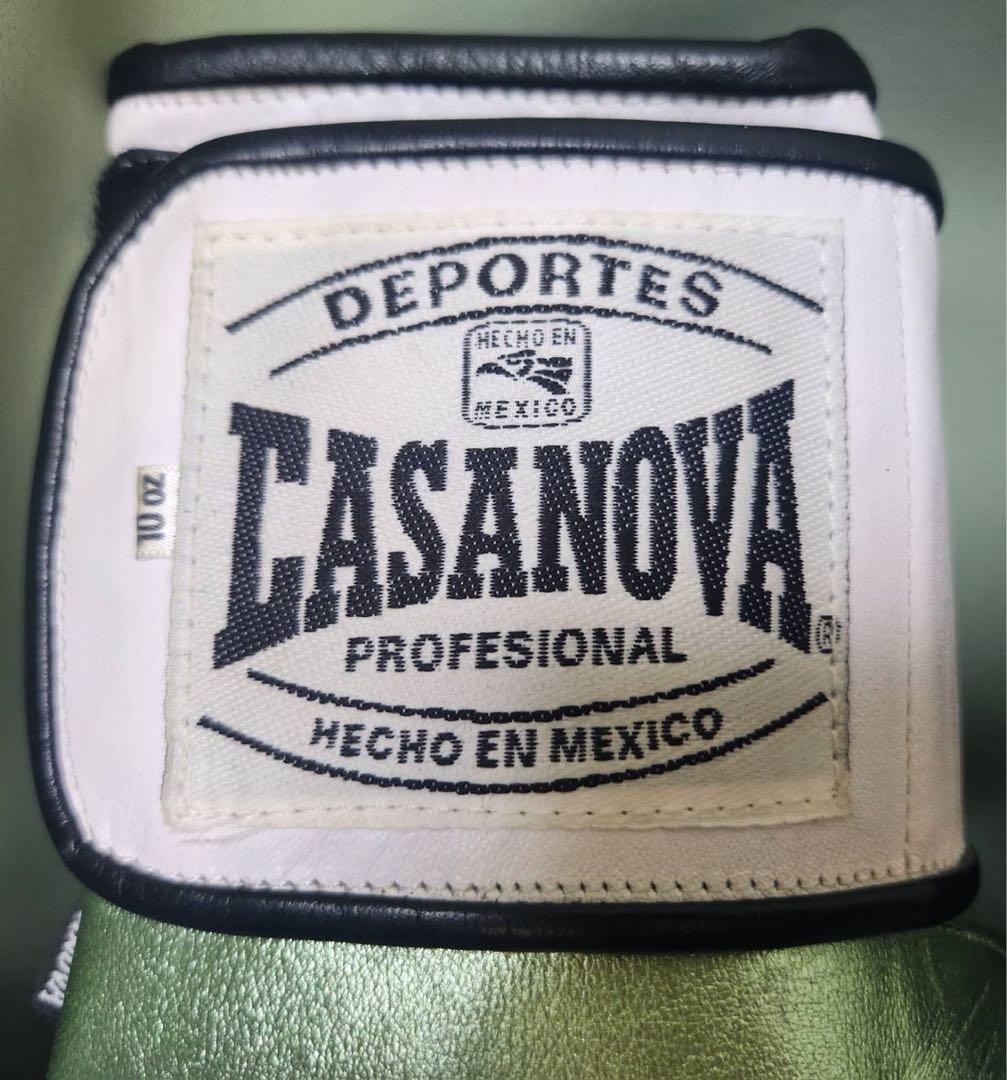 DEPORTES
HECHO EN
MEXICO
CASANOVA
®
PROFESIONAL
HECHO EN MEXICO
10 oz